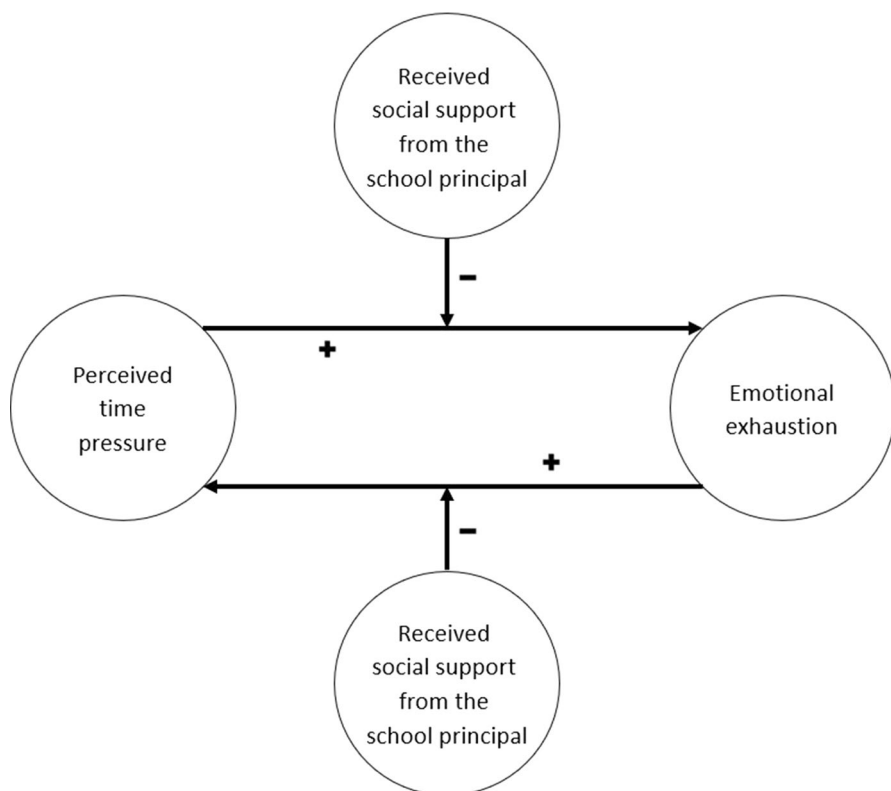 Received
social support
from the
school principal
−
+
Perceived
time
pressure
Emotional
exhaustion
+
−
Received
social support
from the
school principal